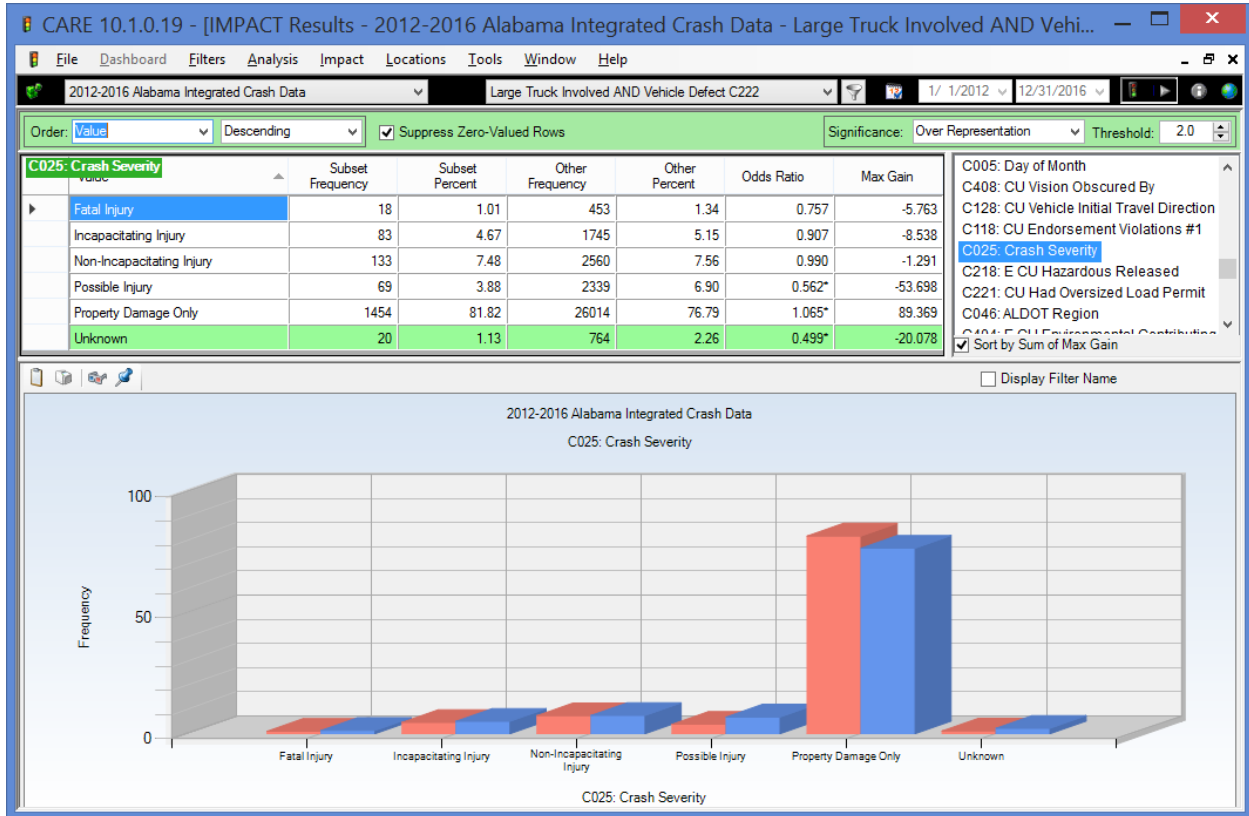 CARE 10.1.0.19 - [IMPACT Results - 2012-2016 Alabama Integrated Crash Data - Large Truck Involved AND Vehi...
File Dashboard Filters Analysis Impact Locations Tools Window Help
2012-2016 Alabama Integrated Crash Data Large Truck Involved AND Vehicle Defect C222 1/ 1/2012 12/31/2016
Order: Value Descending Suppress Zero-Valued Rows Significance: Over Representation Threshold: 2.0
C025: Crash Severity
Subset Frequency Subset Percent Other Frequency Other Percent Odds Ratio Max Gain
Fatal Injury 18 1.01 453 1.34 0.757 -5.763
Incapacitating Injury 83 4.67 1745 5.15 0.907 -8.538
Non-Incapacitating Injury 133 7.48 2560 7.56 0.990 -1.291
Possible Injury 69 3.88 2339 6.90 0.562* -53.698
Property Damage Only 1454 81.82 26014 76.79 1.065* 89.369
Unknown 20 1.13 764 2.26 0.499* -20.078
C005: Day of Month
C408: CU Vision Obscured By
C128: CU Vehicle Initial Travel Direction
C118: CU Endorsement Violations #1
C025: Crash Severity
C218: E CU Hazardous Released
C221: CU Had Oversized Load Permit
C046: ALDOT Region
Sort by Sum of Max Gain
Display Filter Name
2012-2016 Alabama Integrated Crash Data
C025: Crash Severity
Frequency
100
50
0
Fatal Injury
Incapacitating Injury
Non-Incapacitating
Injury
Possible Injury
Property Damage Only
Unknown
C025: Crash Severity